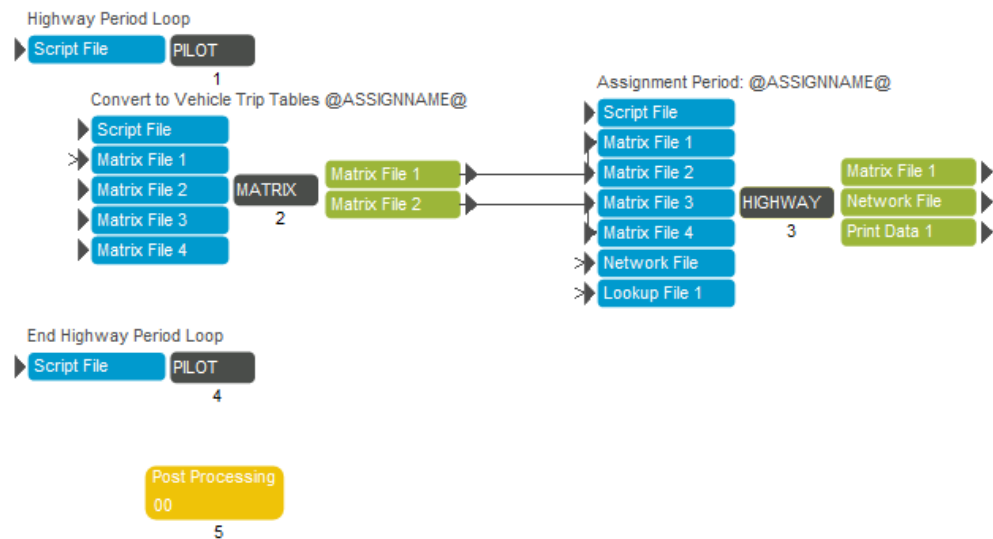 Highway Period Loop
Script File PILOT
1
Convert to Vehicle Trip Tables @ASSIGNNAME@
Script File
Matrix File 1
Matrix File 2
Matrix File 3
Matrix File 4
MATRIX
2
Matrix File 1
Matrix File 2
Assignment Period: @ASSIGNNAME@
Script File
Matrix File 1
Matrix File 2
Matrix File 3
Matrix File 4
Network File
Lookup File 1
HIGHWAY
3
Matrix File 1
Network File
Print Data 1
End Highway Period Loop
Script File PILOT
4
Post Processing
00
5